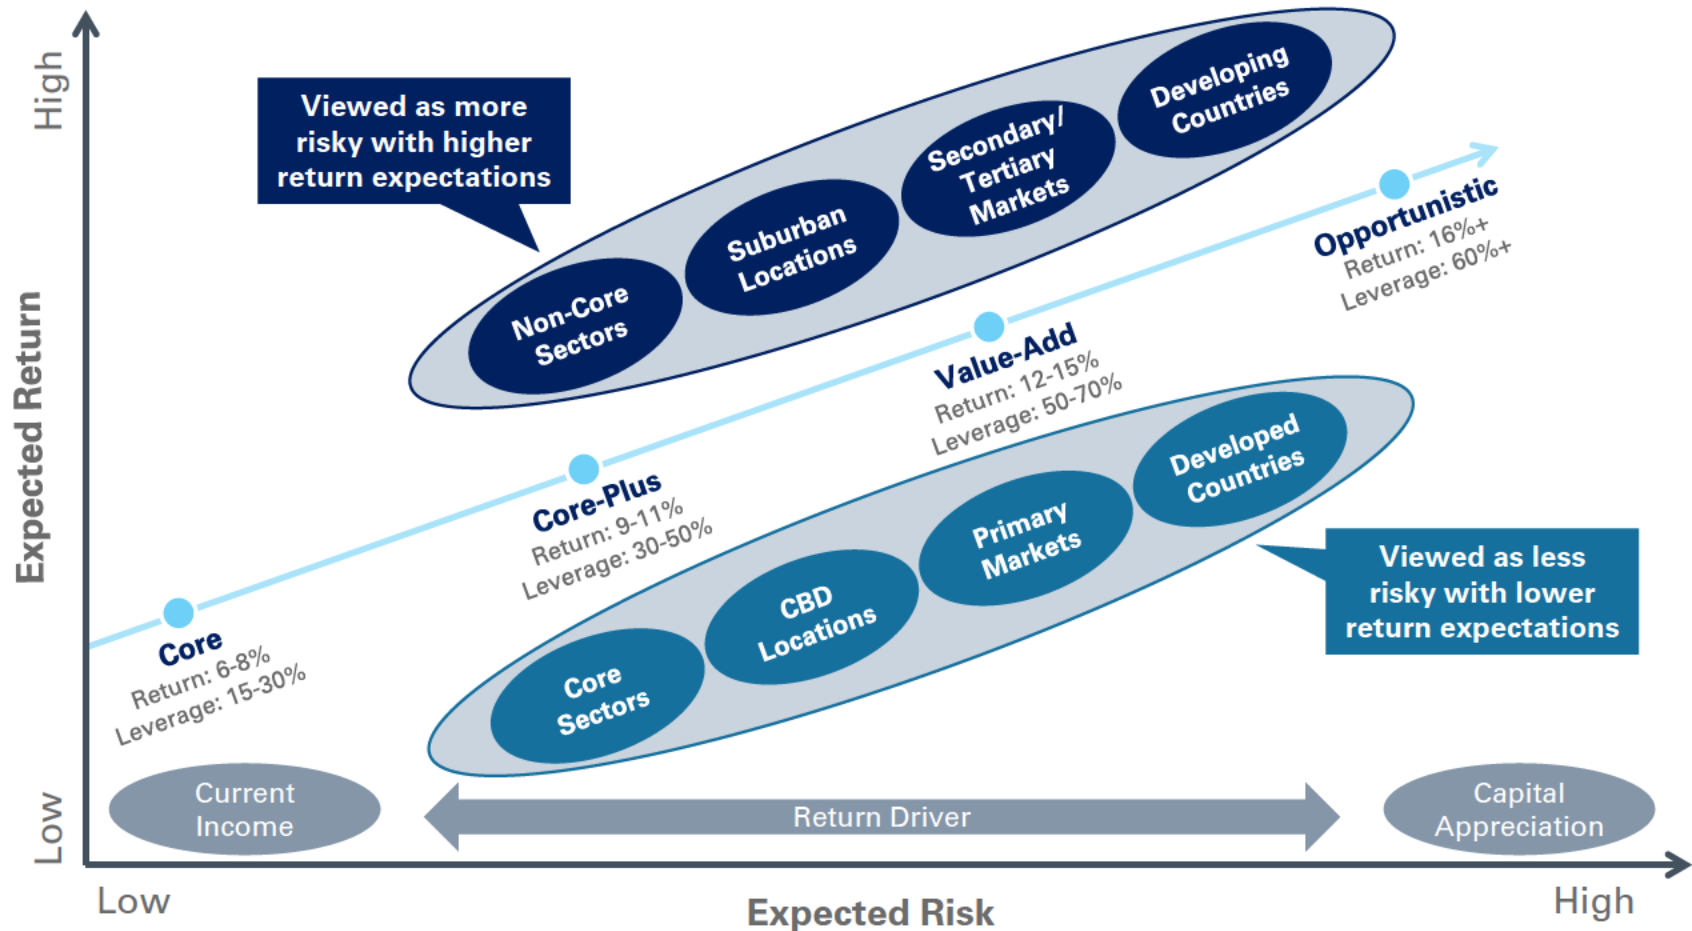 High
Expected Return
Low
Viewed as more
risky with higher
return expectations
Non-Core
Sectors
Suburban
Locations
Secondary/
Tertiary
Markets
Developing
Countries
Core
Return: 6-8%
Leverage: 15-30%
Core-Plus
Return: 9-11%
Leverage: 30-50%
Value-Add
Return: 12-15%
Leverage: 50-70%
Opportunistic
Return: 16%+
Leverage: 60%+
Core
Sectors
CBD
Locations
Primary
Markets
Developed
Countries
Viewed as less
risky with lower
return expectations
Current
Income
Return Driver
Capital
Appreciation
Low
Expected Risk
High